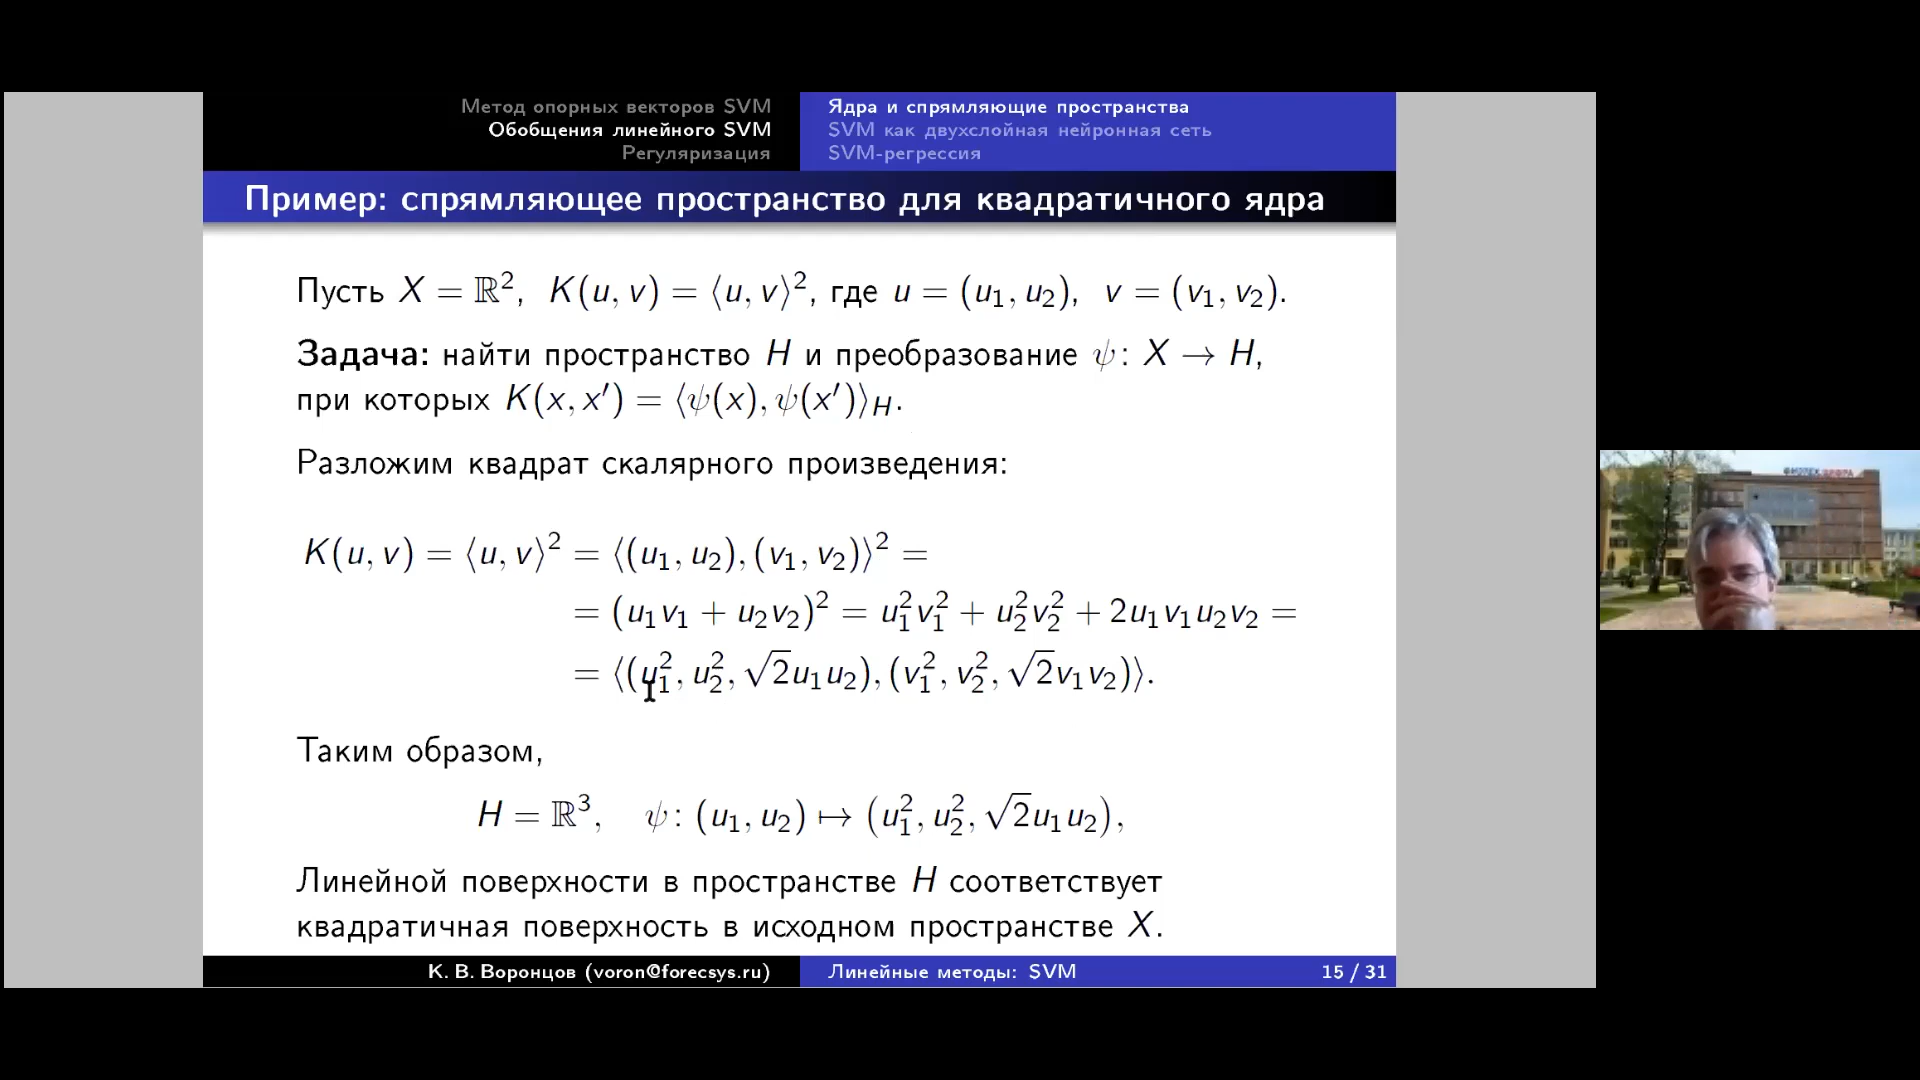 Метод опорных векторов SVM
Обобщения линейного SVM
Регуляризация
Ядра и спрямляющие пространства
SVM как двухслойная нейронная сеть
SVM-регрессия
Пример: спрямляющее пространство для квадратичного ядра
Пусть X = ℝ², K(u, v) = ⟨u, v⟩², где u = (u₁, u₂), v = (v₁, v₂).
Задача: найти пространство H и преобразование ψ: X → H,
при которых K(x, x′) = ⟨ψ(x), ψ(x′)⟩_H.
Разложим квадрат скалярного произведения:
K(u, v) = ⟨u, v⟩² = ⟨(u₁, u₂), (v₁, v₂)⟩² =
= (u₁v₁ + u₂v₂)² = u₁²v₁² + u₂²v₂² + 2u₁v₁u₂v₂ =
= ⟨(u₁², u₂², √2u₁u₂), (v₁², v₂², √2v₁v₂)⟩.
Таким образом,
H = ℝ³, ψ: (u₁, u₂) ↦ (u₁², u₂², √2u₁u₂),
Линейной поверхности в пространстве H соответствует
квадратичная поверхность в исходном пространстве X.
К. В. Воронцов (voron@forecsys.ru)
Линейные методы: SVM
15 / 31